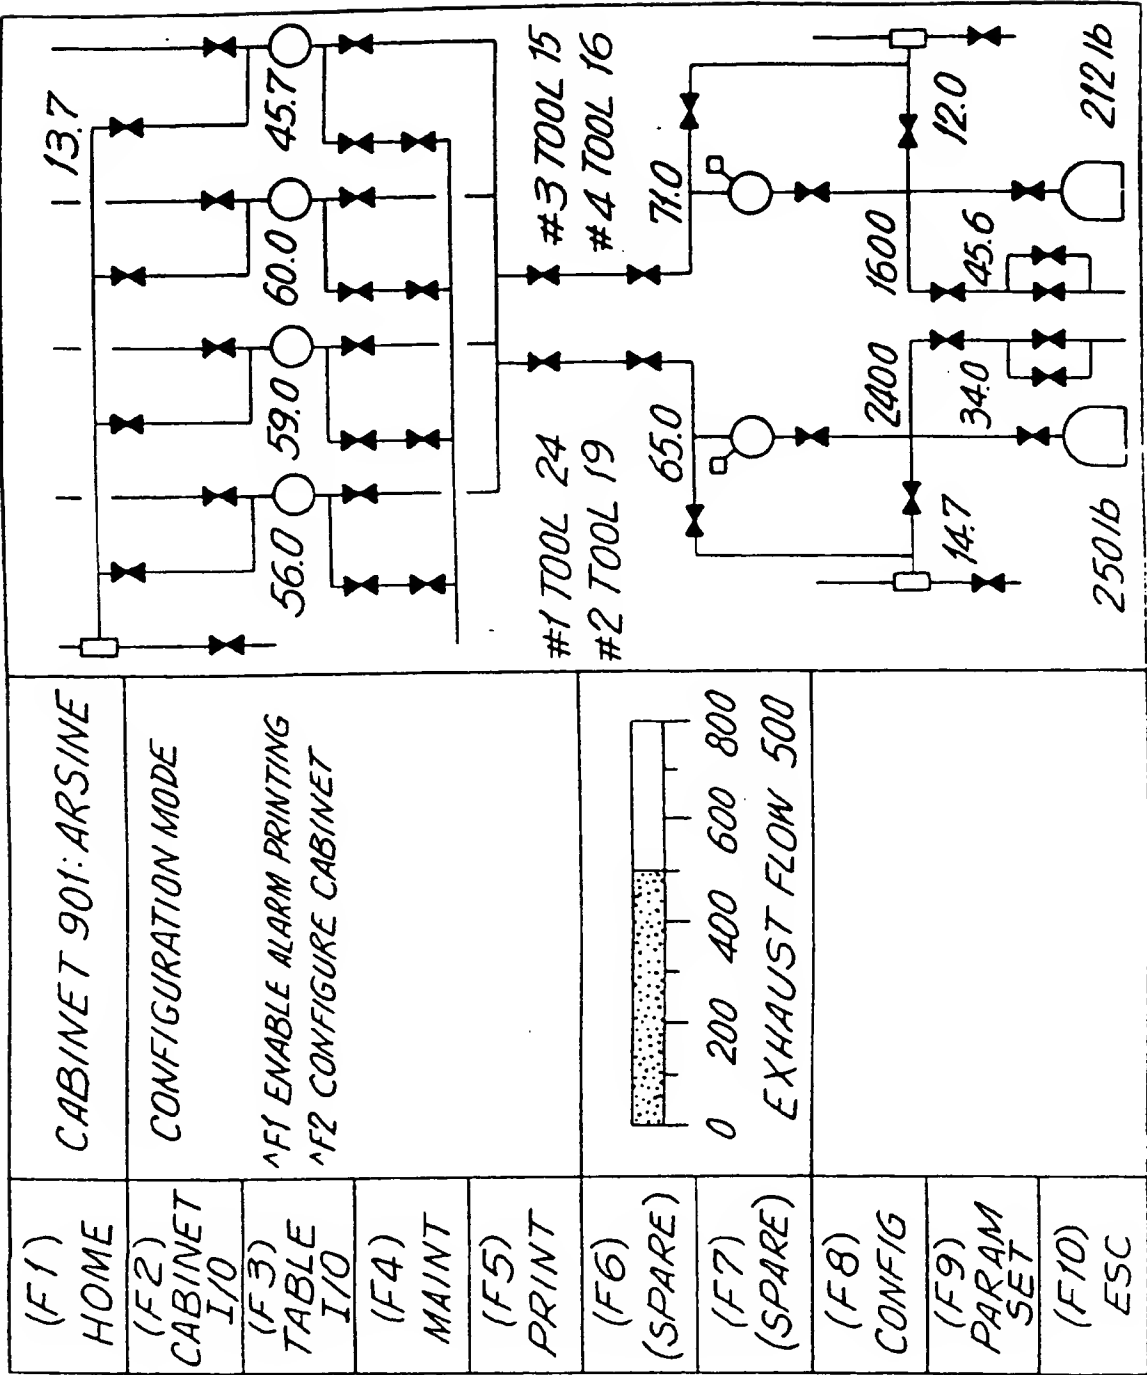 (F1)
HOME
(F2)
CABINET
I/O
(F3)
TABLE
I/O
(F4)
MAINT
(F5)
PRINT
(F6)
(SPARE)
(F7)
(SPARE)
(F8)
CONFIG
(F9)
PARAM
SET
(F10)
ESC
CABINET 901: ARSINE
CONFIGURATION MODE
^F1 ENABLE ALARM PRINTING
^F2 CONFIGURE CABINET
0 200 400 600 800
EXHAUST FLOW 500
13.7
56.0 59.0 60.0 45.7
#1 TOOL 24
#2 TOOL 19
#3 TOOL 15
#4 TOOL 16
65.0 71.0
2400 1600
14.7 34.0 45.6 12.0
250 lb 212 lb